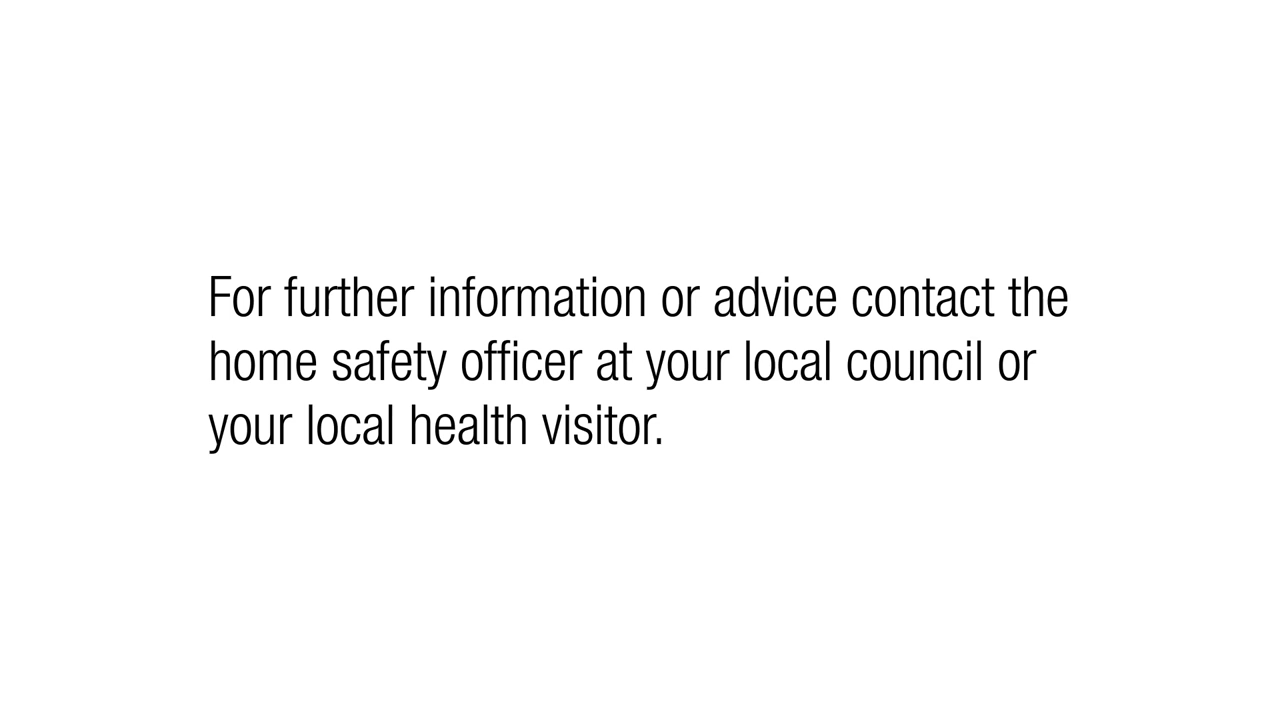 For further information or advice contact the
home safety officer at your local council or
your local health visitor.